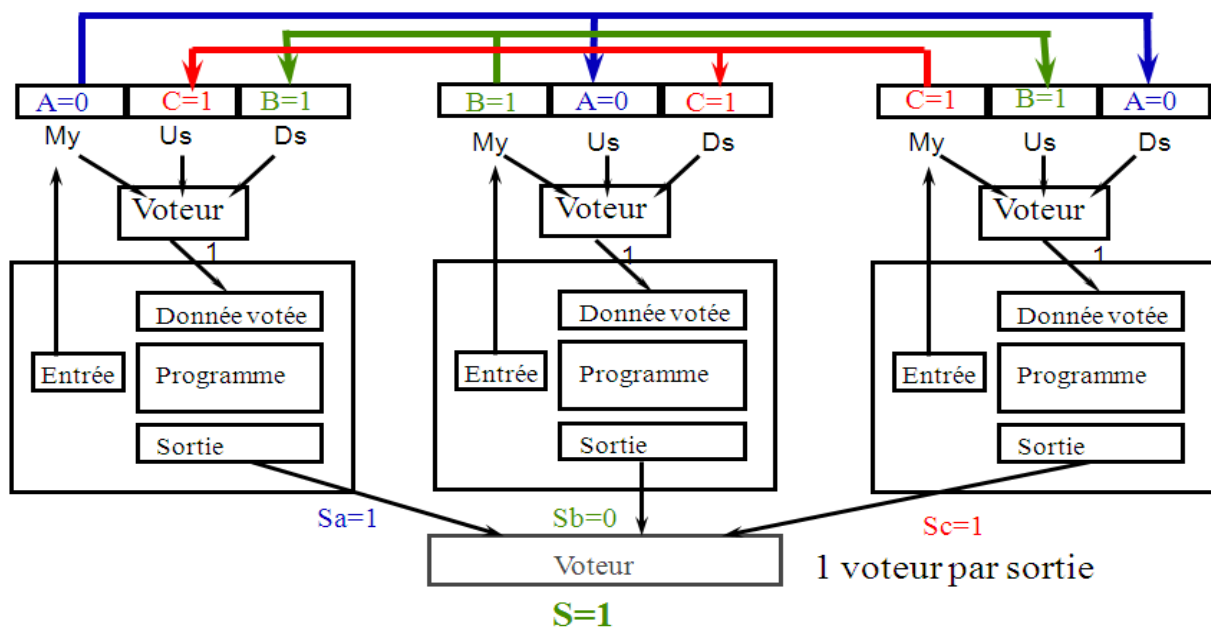 A=0 C=1 B=1 B=1 A=0 C=1 C=1 B=1 A=0
My Us Ds My Us Ds My Us Ds
Voteur Voteur Voteur
1 1 1
Donnée votée Donnée votée Donnée votée
Entrée Programme Entrée Programme Entrée Programme
Sortie Sortie Sortie
Sa=1 Sb=0 Sc=1
Voteur 1 voteur par sortie
S=1